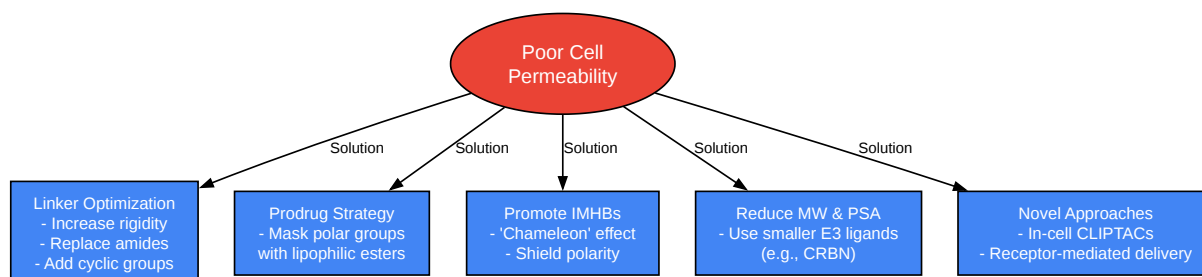 Poor Cell
Permeability
Solution
Solution
Solution
Solution
Solution
Linker Optimization
- Increase rigidity
- Replace amides
- Add cyclic groups
Prodrug Strategy
- Mask polar groups
with lipophilic esters
Promote IMHBs
- 'Chameleon' effect
- Shield polarity
Reduce MW & PSA
- Use smaller E3 ligands
(e.g., CRBN)
Novel Approaches
- In-cell CLIPTACs
- Receptor-mediated delivery